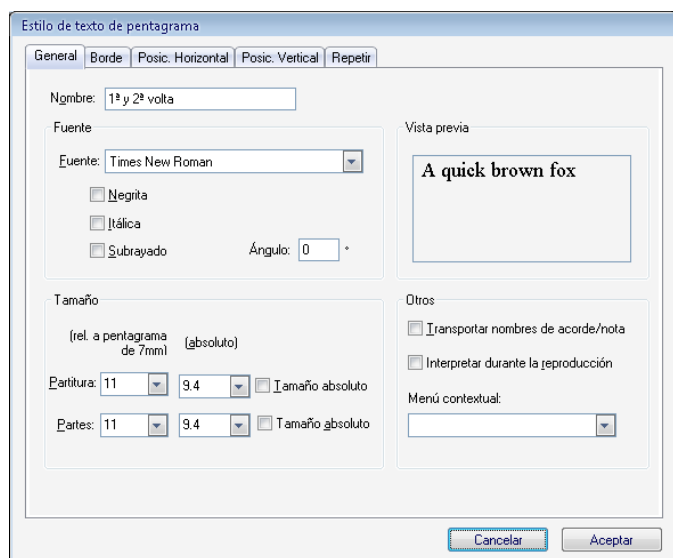 Estilo de texto de pentagrama
General Borde Posic. Horizontal Posic. Vertical Repetir
Nombre: 1ª y 2ª volta
Fuente
Fuente: Times New Roman
Negrita
Itálica
Subrayado
Ángulo: 0 °
Vista previa
A quick brown fox
Tamaño
(rel. a pentagrama
de 7mm)
(absoluto)
Partitura: 11 9.4 Tamaño absoluto
Partes: 11 9.4 Tamaño absoluto
Otros
Transportar nombres de acorde/nota
Interpretar durante la reproducción
Menú contextual:
Cancelar Aceptar